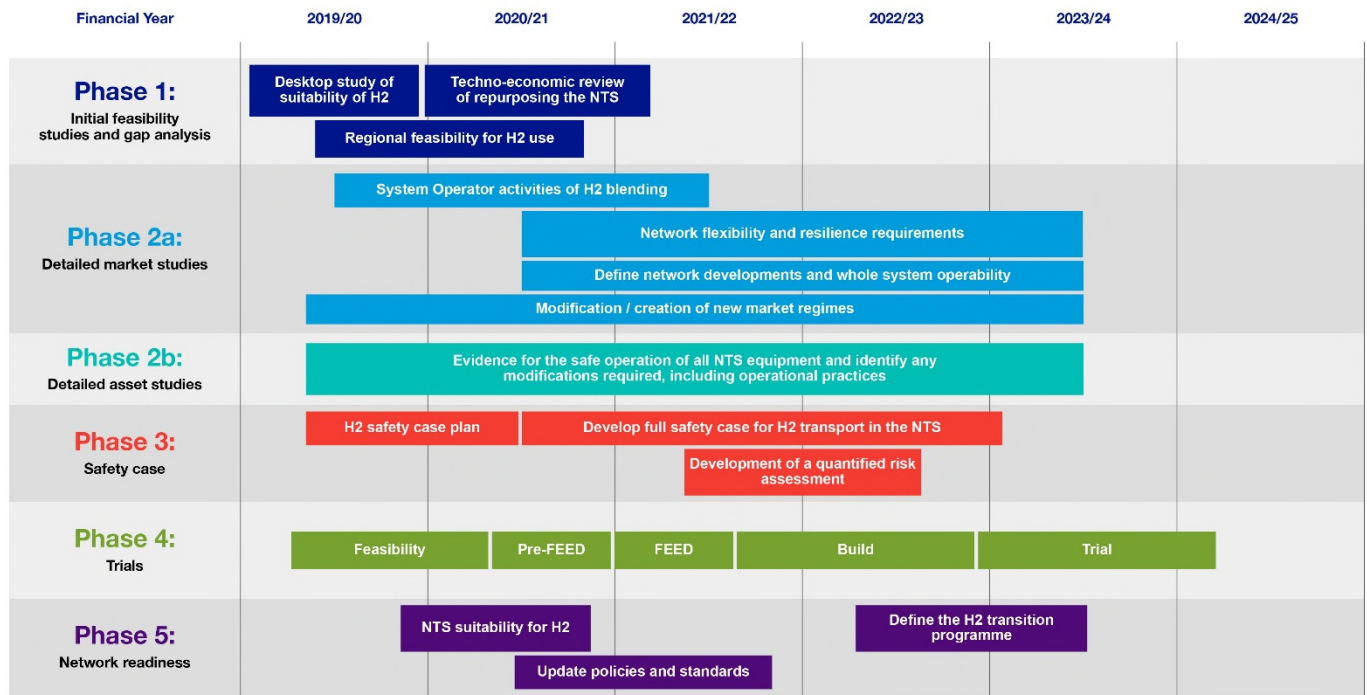 Financial Year 2019/20 2020/21 2021/22 2022/23 2023/24 2024/25
Phase 1:
Initial feasibility
studies and gap analysis
Desktop study of
suitability of H2
Techno-economic review
of repurposing the NTS
Regional feasibility for H2 use
Phase 2a:
Detailed market studies
System Operator activities of H2 blending
Network flexibility and resilience requirements
Define network developments and whole system operability
Modification / creation of new market regimes
Phase 2b:
Detailed asset studies
Evidence for the safe operation of all NTS equipment and identify any
modifications required, including operational practices
Phase 3:
Safety case
H2 safety case plan
Develop full safety case for H2 transport in the NTS
Development of a quantified risk
assessment
Phase 4:
Trials
Feasibility
Pre-FEED
FEED
Build
Trial
Phase 5:
Network readiness
NTS suitability for H2
Define the H2 transition
programme
Update policies and standards